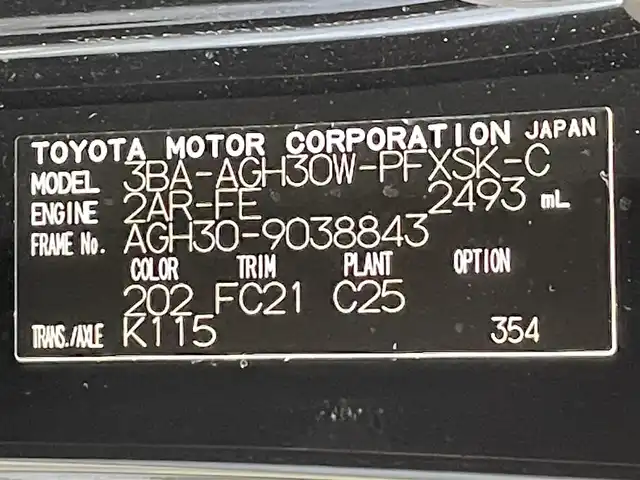 TOYOTA MOTOR CORPORATION JAPAN
MODEL 3BA-AGH30W-PFXSK-C
ENGINE 2AR-FE 2493 mL
FRAME No. AGH30-9038843
COLOR TRIM PLANT OPTION
202 FC21 C25
TRANS./AXLE K115 354